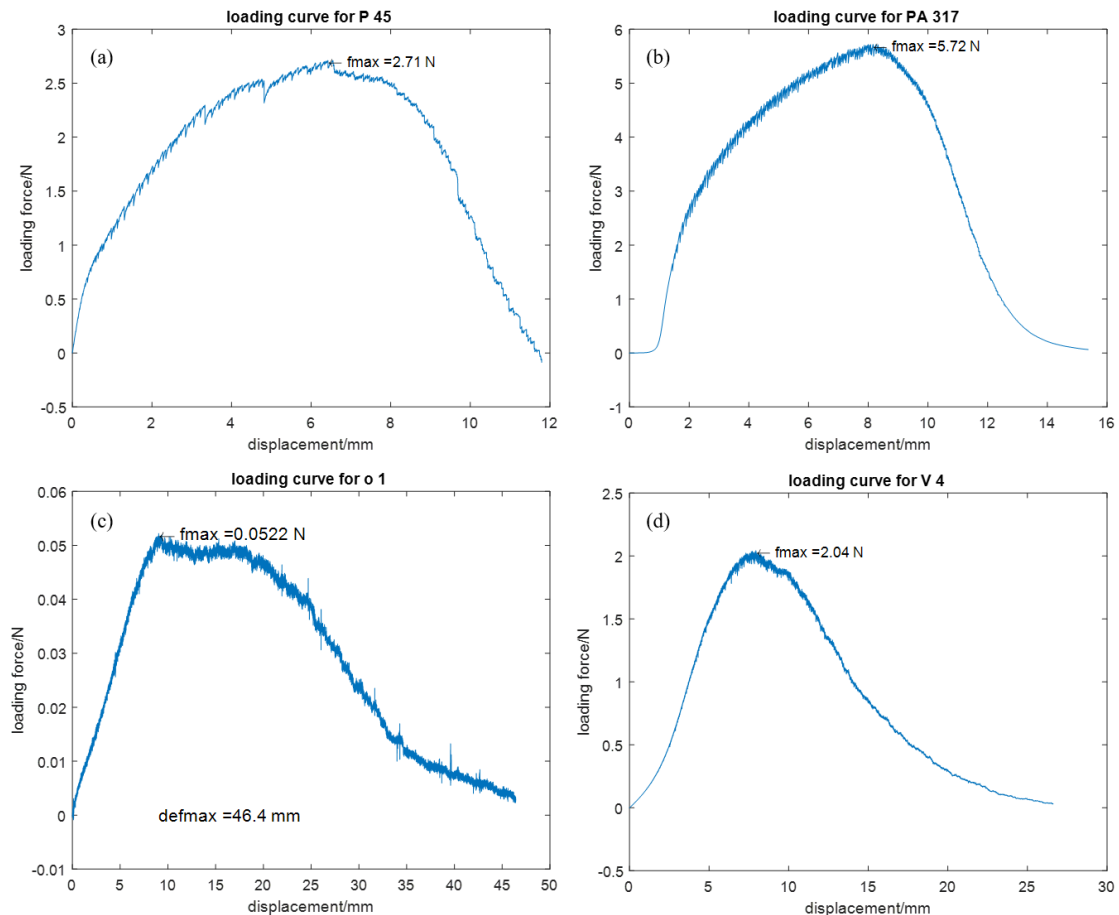 loading curve for P 45
(a)
fmax =2.71 N
loading force/N
3
2.5
2
1.5
1
0.5
0
-0.5
0 2 4 6 8 10 12
displacement/mm
loading curve for PA 317
(b)
fmax =5.72 N
loading force/N
6
5
4
3
2
1
0
-1
0 2 4 6 8 10 12 14 16
displacement/mm
loading curve for o 1
(c)
fmax =0.0522 N
loading force/N
0.06
0.05
0.04
0.03
0.02
0.01
0
-0.01
defmax =46.4 mm
0 5 10 15 20 25 30 35 40 45 50
displacement/mm
loading curve for V 4
(d)
fmax =2.04 N
loading force/N
2.5
2
1.5
1
0.5
0
-0.5
0 5 10 15 20 25 30
displacement/mm